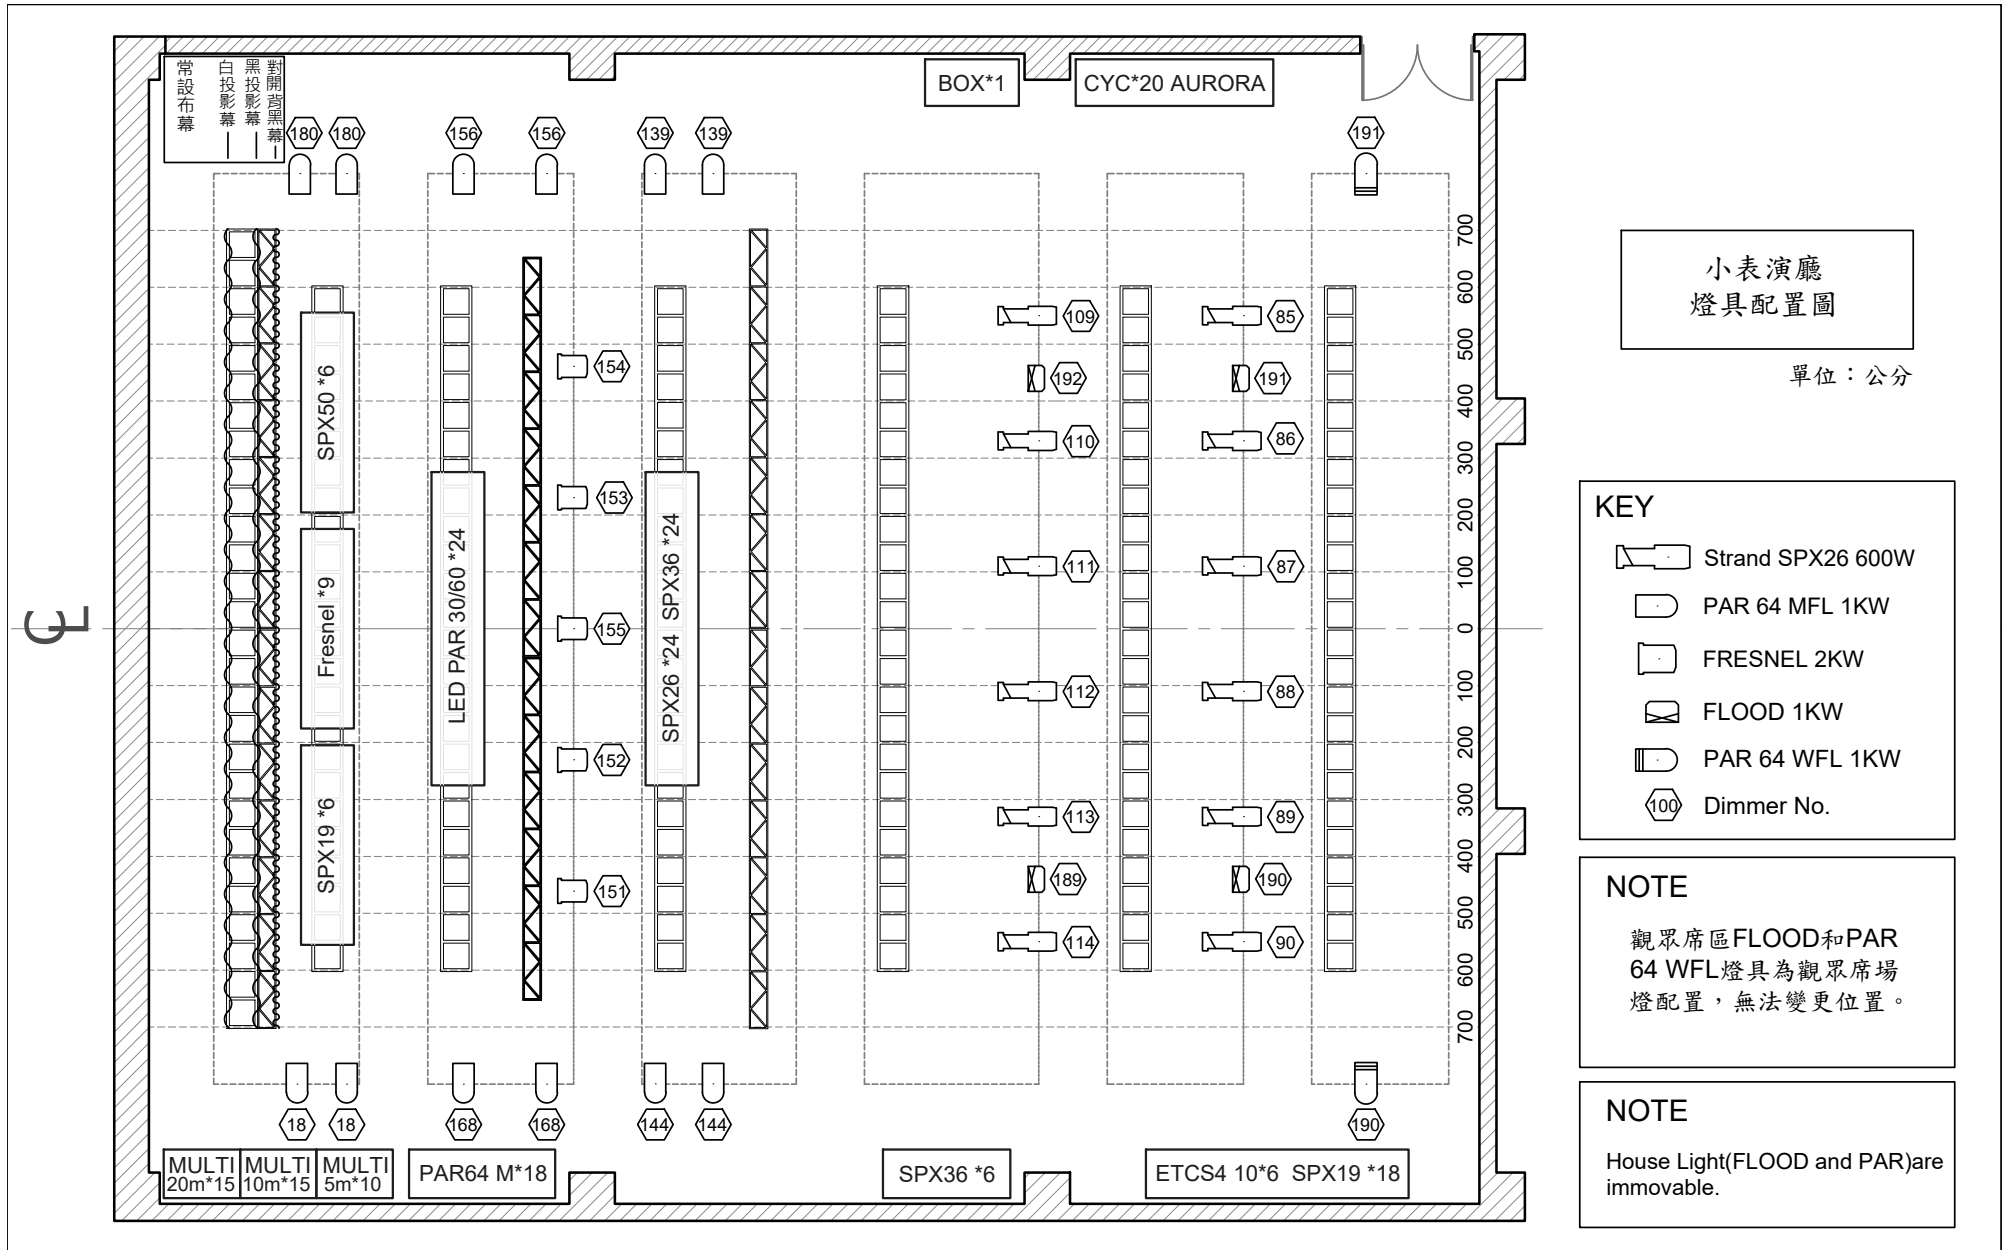 常設布幕
白投影幕
黑投影幕
對開背黑幕
BOX*1
CYC*20 AURORA
180
180
156
156
139
139
191
700
600
500
400
300
200
100
0
100
200
300
400
500
600
700
SPX50 *6
Fresnel *9
SPX19 *6
LED PAR 30/60 *24
SPX26 *24 SPX36 *24
154
153
155
152
151
109
192
110
111
112
113
189
114
85
191
86
87
88
89
190
90
CL
18
18
168
168
144
144
190
MULTI
20m*15
MULTI
10m*15
MULTI
5m*10
PAR64 M*18
SPX36 *6
ETCS4 10*6 SPX19 *18
小表演廳
燈具配置圖
單位：公分
KEY
Strand SPX26 600W
PAR 64 MFL 1KW
FRESNEL 2KW
FLOOD 1KW
PAR 64 WFL 1KW
100 Dimmer No.
NOTE
觀眾席區FLOOD和PAR
64 WFL燈具為觀眾席場
燈配置，無法變更位置。
NOTE
House Light(FLOOD and PAR)are
immovable.